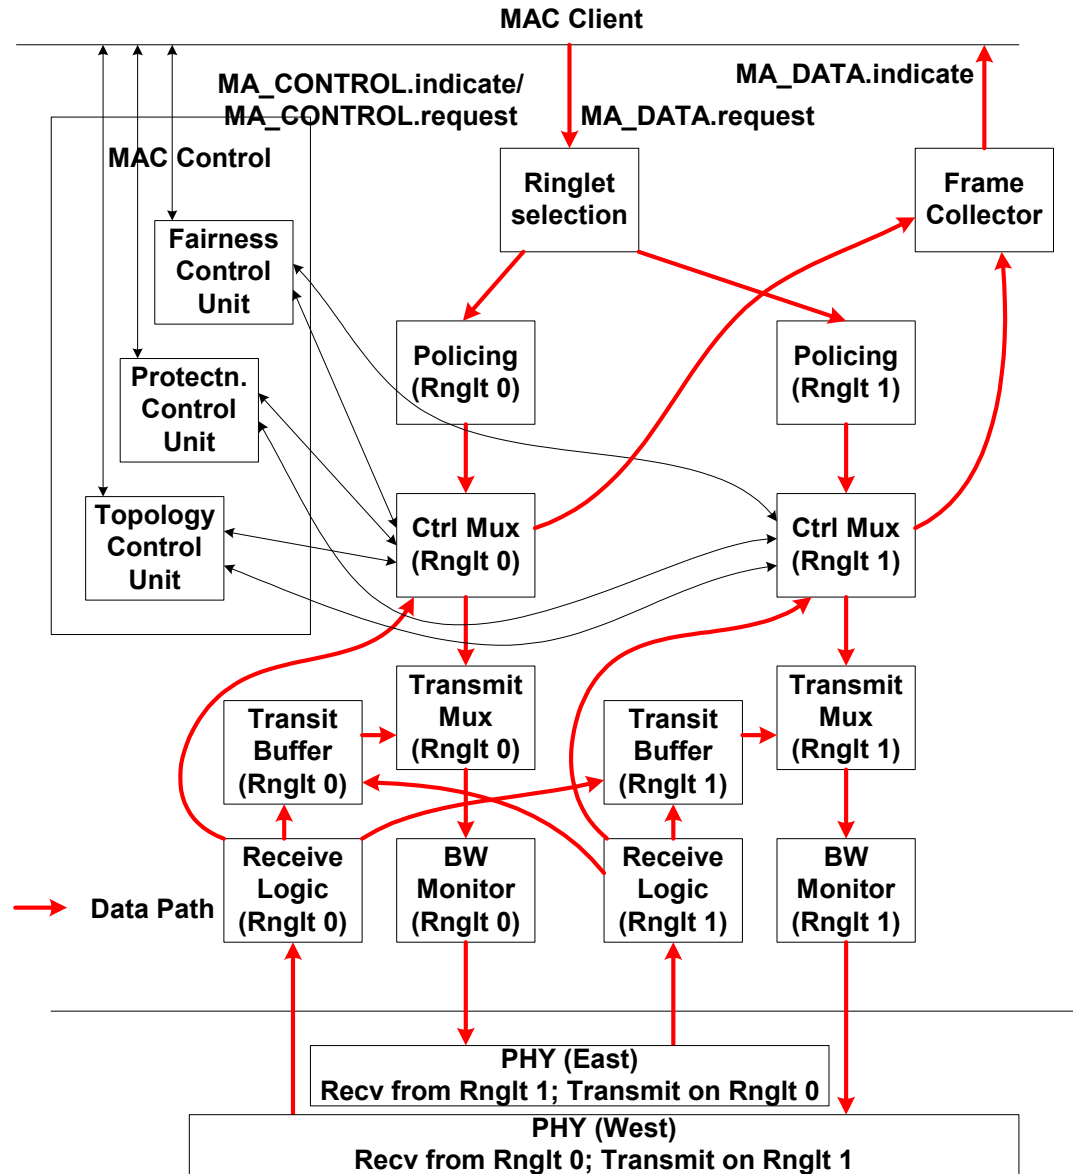 MAC Client
MA_CONTROL.indicate/
MA_CONTROL.request
MA_DATA.request
MA_DATA.indicate
MAC Control
Ringlet
selection
Frame
Collector
Fairness
Control
Unit
Policing
(Rnglt 0)
Policing
(Rnglt 1)
Protectn.
Control
Unit
Topology
Control
Unit
Ctrl Mux
(Rnglt 0)
Ctrl Mux
(Rnglt 1)
Transit
Buffer
(Rnglt 0)
Transmit
Mux
(Rnglt 0)
Transit
Buffer
(Rnglt 1)
Transmit
Mux
(Rnglt 1)
Data Path
Receive
Logic
(Rnglt 0)
BW
Monitor
(Rnglt 0)
Receive
Logic
(Rnglt 1)
BW
Monitor
(Rnglt 1)
PHY (East)
Recv from Rnglt 1; Transmit on Rnglt 0
PHY (West)
Recv from Rnglt 0; Transmit on Rnglt 1